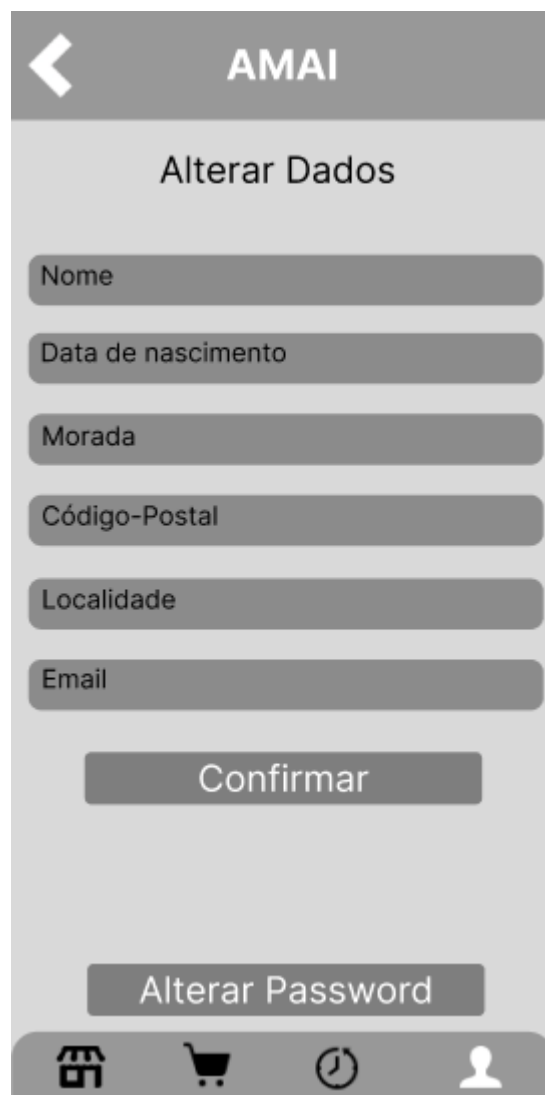 AMAI
Alterar Dados
Nome
Data de nascimento
Morada
Código-Postal
Localidade
Email
Confirmar
Alterar Password